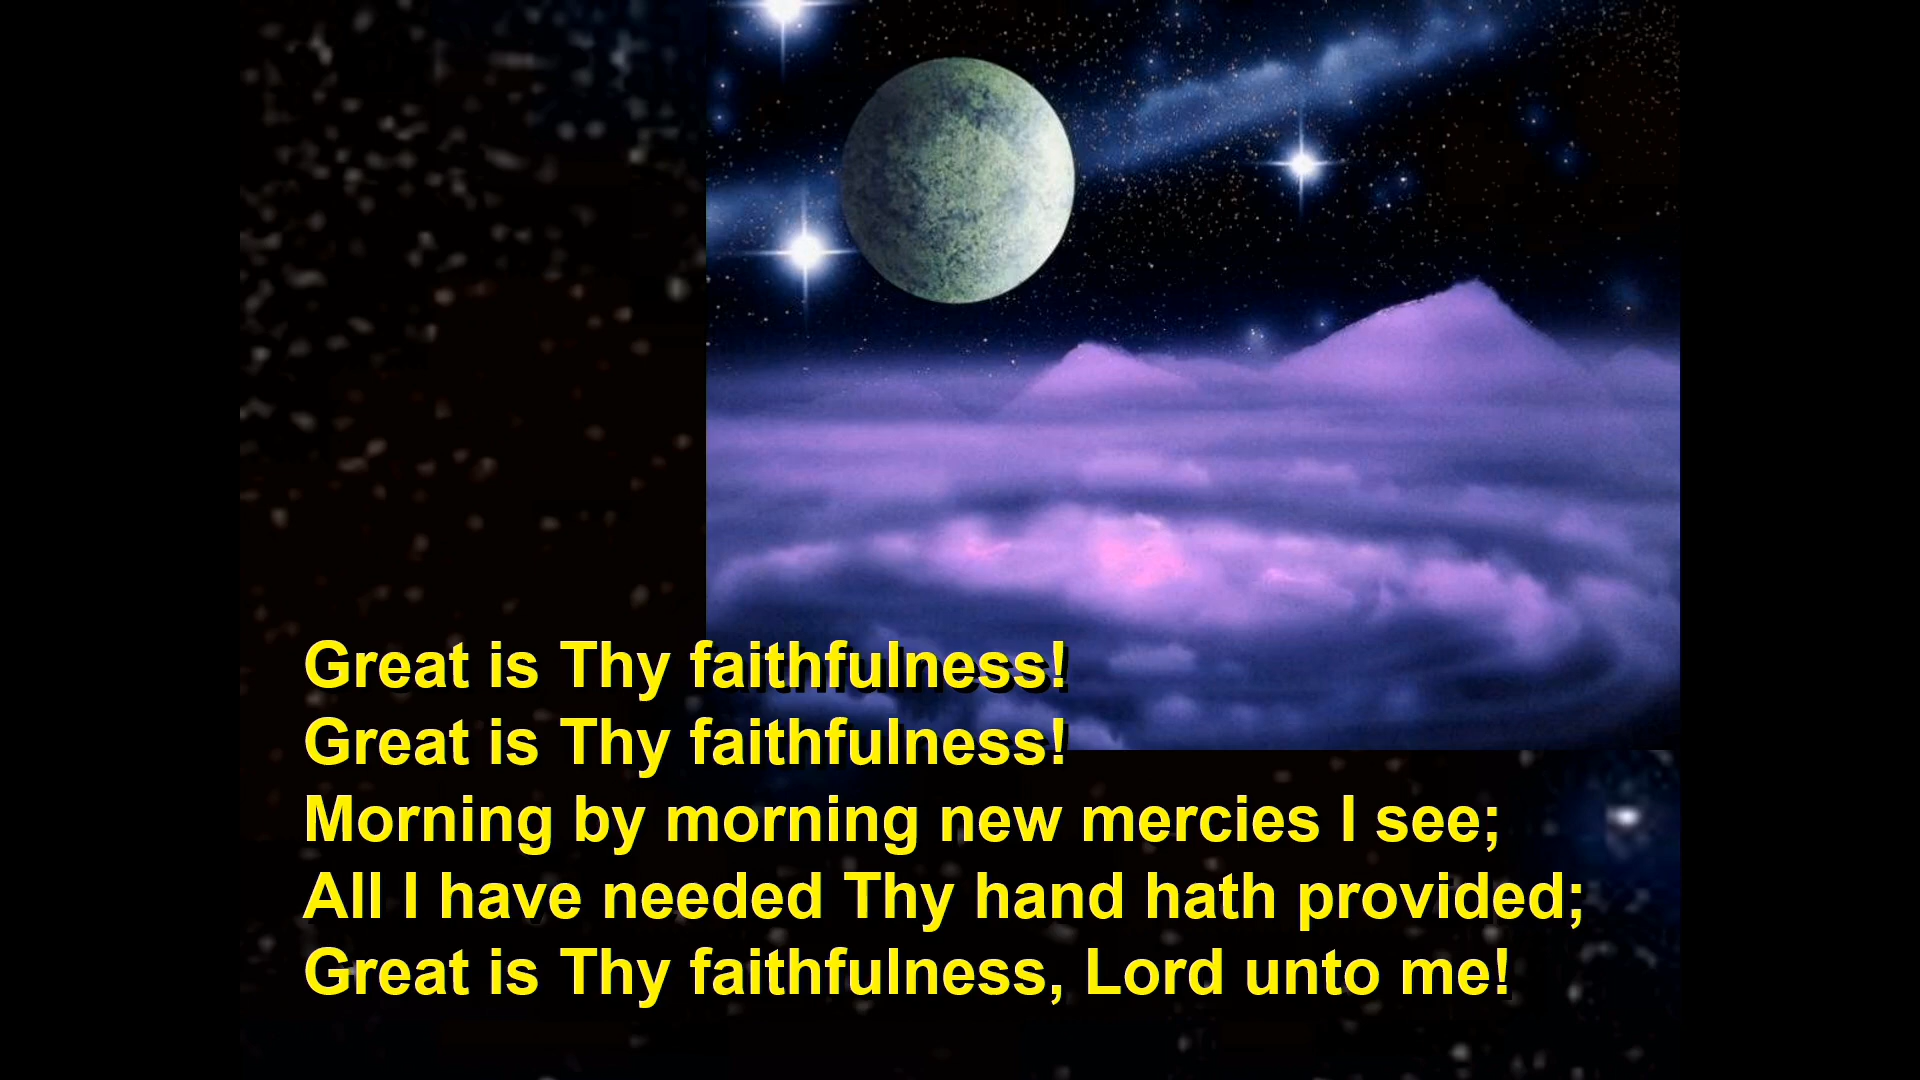 Great is Thy faithfulness!
Great is Thy faithfulness!
Morning by morning new mercies I see;
All I have needed Thy hand hath provided;
Great is Thy faithfulness, Lord unto me!